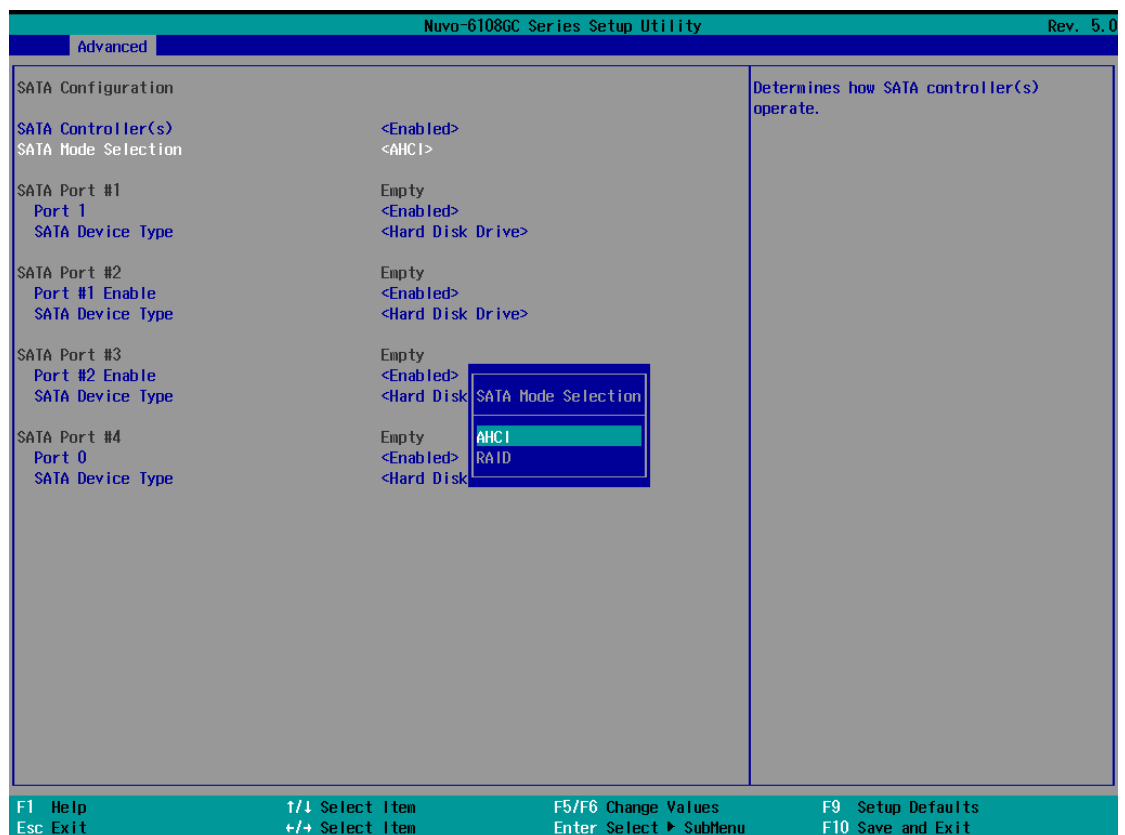 Nuvo-6108GC Series Setup Utility Rev. 5.0
Advanced
SATA Configuration
SATA Controller(s) <Enabled>
SATA Mode Selection <AHCI>
SATA Port #1 Empty
Port 1 <Enabled>
SATA Device Type <Hard Disk Drive>
SATA Port #2 Empty
Port #1 Enable <Enabled>
SATA Device Type <Hard Disk Drive>
SATA Port #3 Empty
Port #2 Enable <Enabled>
SATA Device Type <Hard Disk
SATA Port #4 Empty
Port 0 <Enabled>
SATA Device Type <Hard Disk
SATA Mode Selection
AHCI
RAID
Determines how SATA controller(s)
operate.
F1 Help ↑/↓ Select Item F5/F6 Change Values F9 Setup Defaults
Esc Exit ←/→ Select Item Enter Select ▶ SubMenu F10 Save and Exit